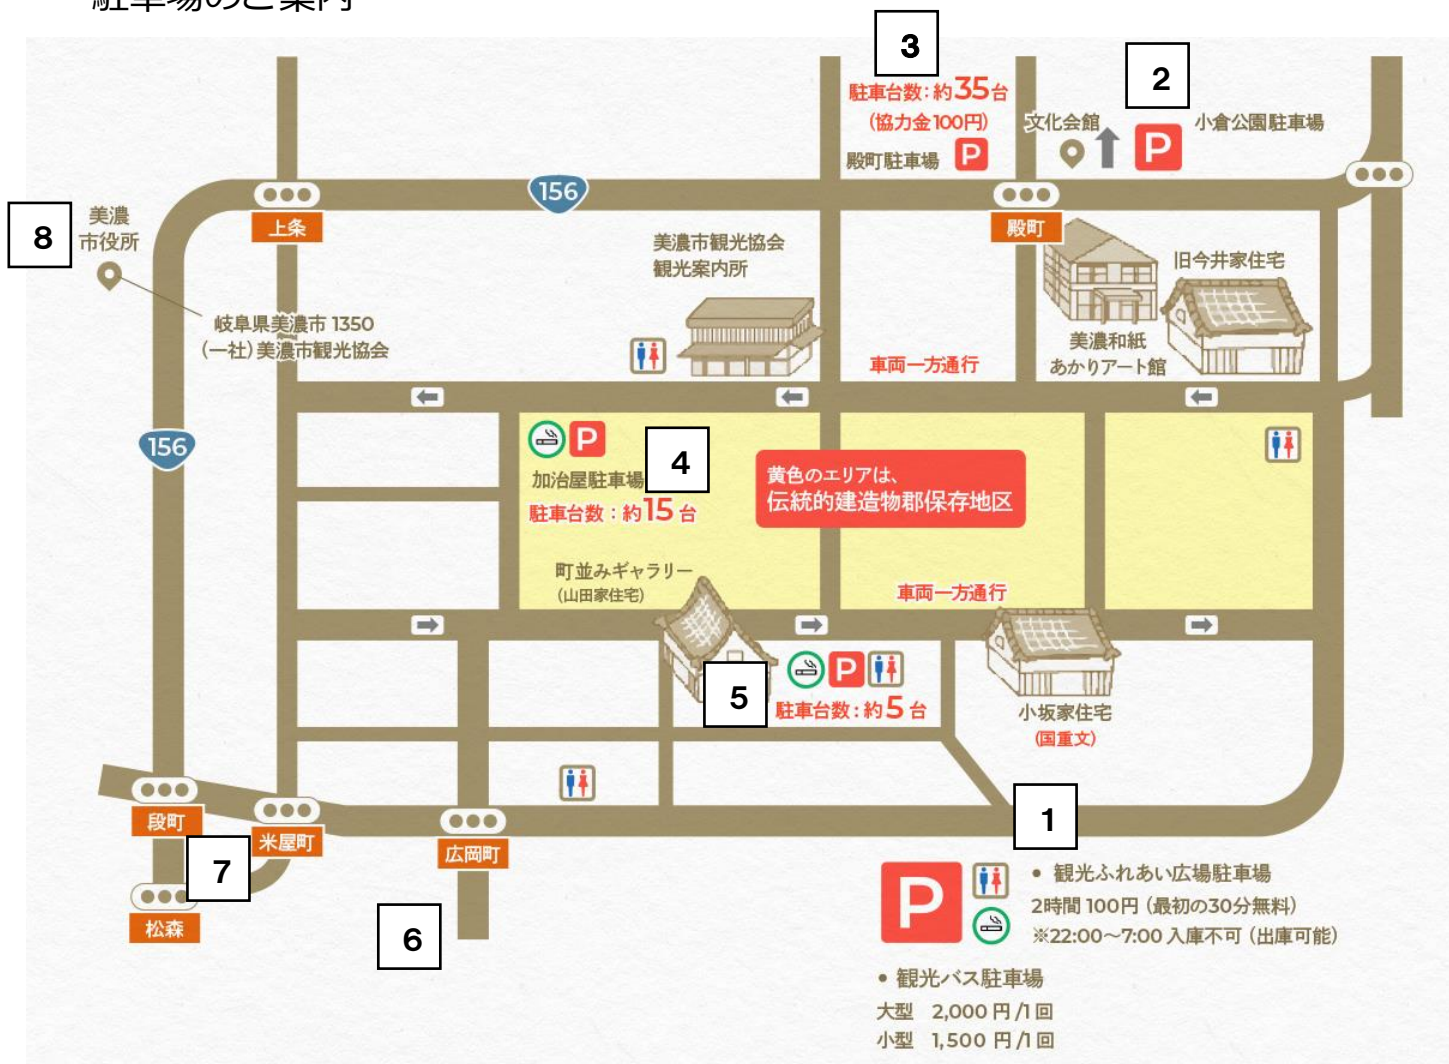 駐車場のご案内
3
駐車台数：約35台
（協力金100円）
殿町駐車場 P
2
文化会館
P
小倉公園駐車場
156
上条
殿町
8
美濃
市役所
岐阜県美濃市 1350
（一社）美濃市観光協会
美濃市観光協会
観光案内所
旧今井家住宅
美濃和紙
あかりアート館
車両一方通行
156
P
加治屋駐車場
4
駐車台数：約15台
黄色のエリアは、
伝統的建造物郡保存地区
町並みギャラリー
（山田家住宅）
車両一方通行
5
P
駐車台数：約5台
小坂家住宅
（国重文）
段町
米屋町
広岡町
松森
7
6
1
P
• 観光ふれあい広場駐車場
2時間 100円（最初の30分無料）
※22:00～7:00 入庫不可（出庫可能）
• 観光バス駐車場
大型 2,000 円 /1 回
小型 1,500 円 /1 回